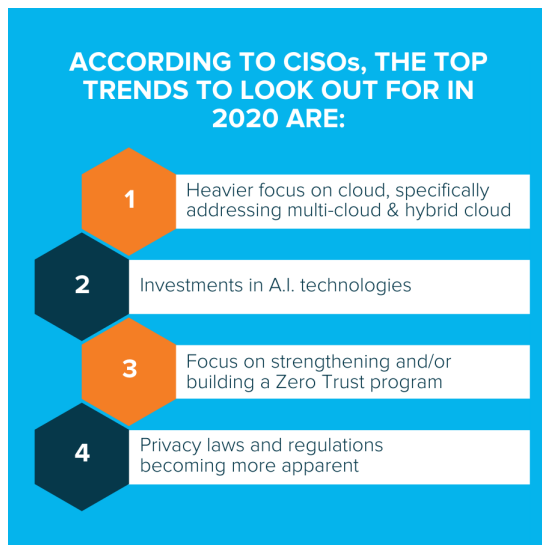 ACCORDING TO CISOs, THE TOP
TRENDS TO LOOK OUT FOR IN
2020 ARE:
1
Heavier focus on cloud, specifically
addressing multi-cloud & hybrid cloud
2
Investments in A.I. technologies
3
Focus on strengthening and/or
building a Zero Trust program
4
Privacy laws and regulations
becoming more apparent